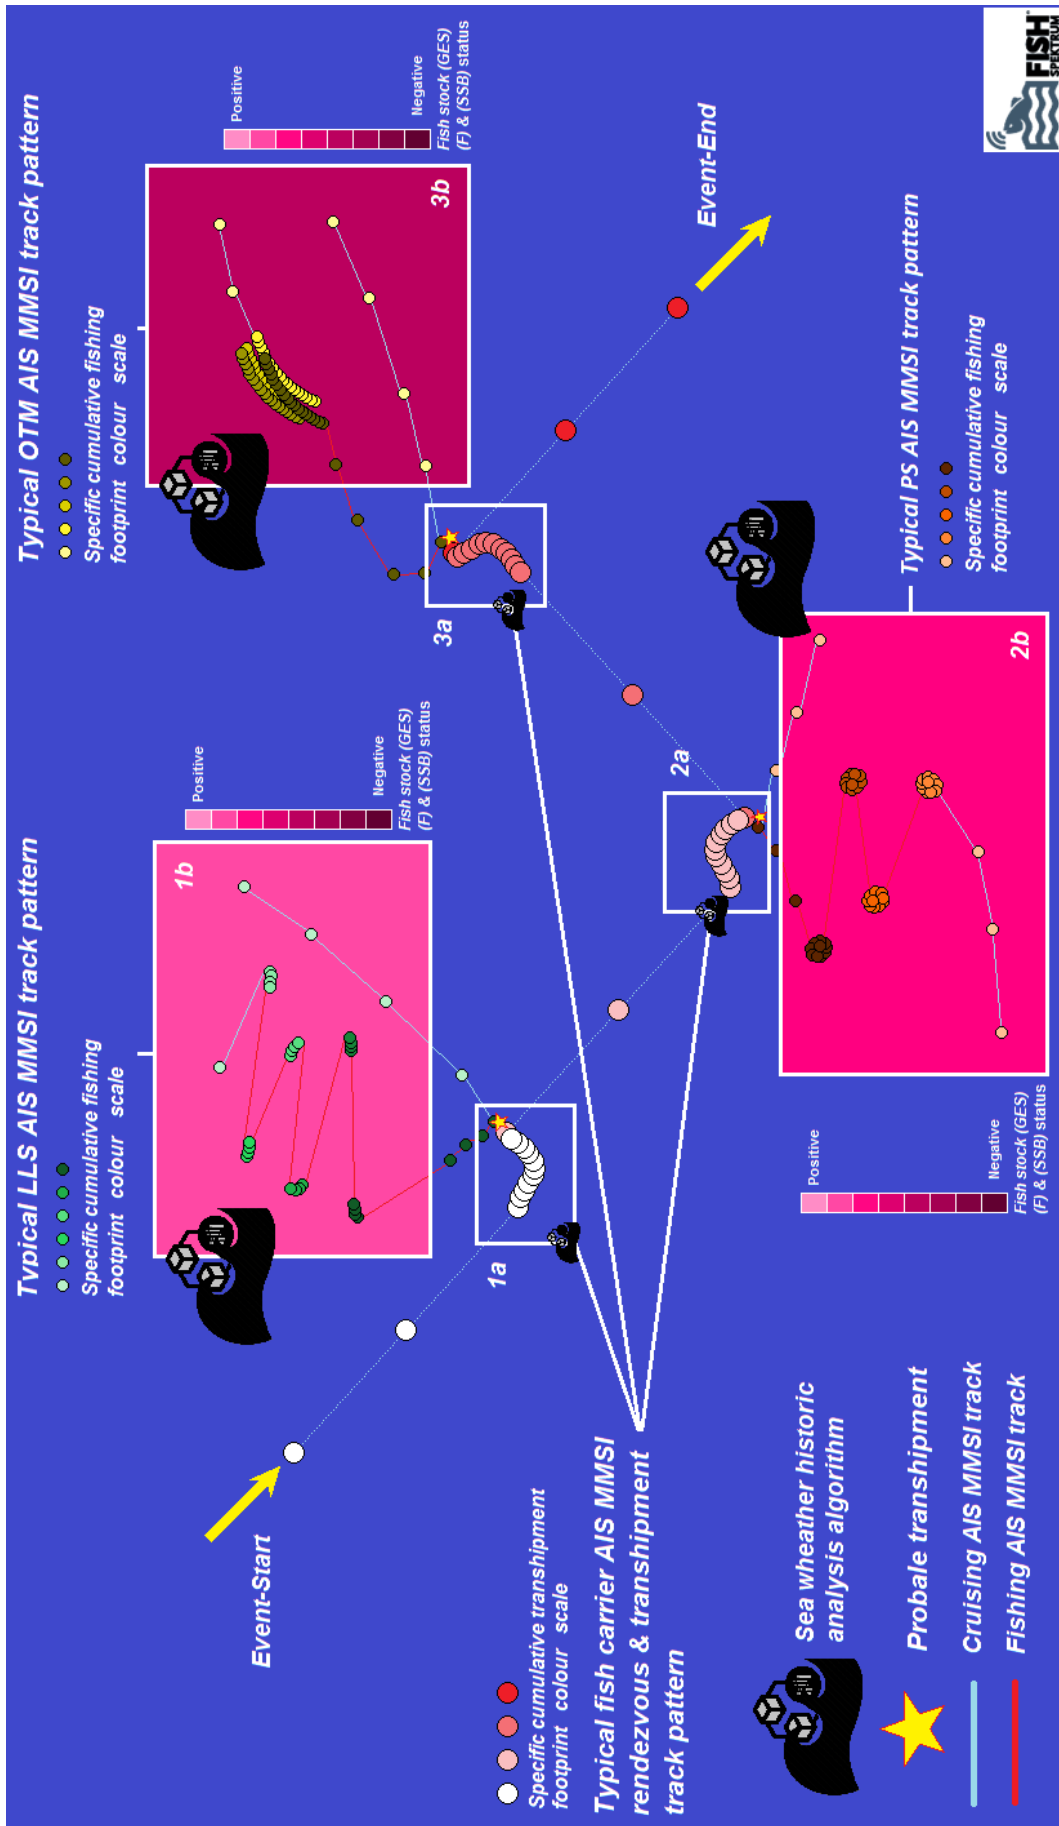 Typical LLS AIS MMSI track pattern
Specific cumulative fishing
footprint colour scale
1b
Positive
Negative
Fish stock (GES)
(F) & (SSB) status
Typical OTM AIS MMSI track pattern
Specific cumulative fishing
footprint colour scale
3b
Positive
Negative
Fish stock (GES)
(F) & (SSB) status
Event-Start
1a
3a
2a
Event-End
Specific cumulative transhipment
footprint colour scale
Typical fish carrier AIS MMSI
rendezvous & transhipment
track pattern
Typical PS AIS MMSI track pattern
Specific cumulative fishing
footprint colour scale
2b
Positive
Negative
Fish stock (GES)
(F) & (SSB) status
Sea wheather historic
analysis algorithm
Probale transhipment
Cruising AIS MMSI track
Fishing AIS MMSI track
FISH
SPEKTRUM